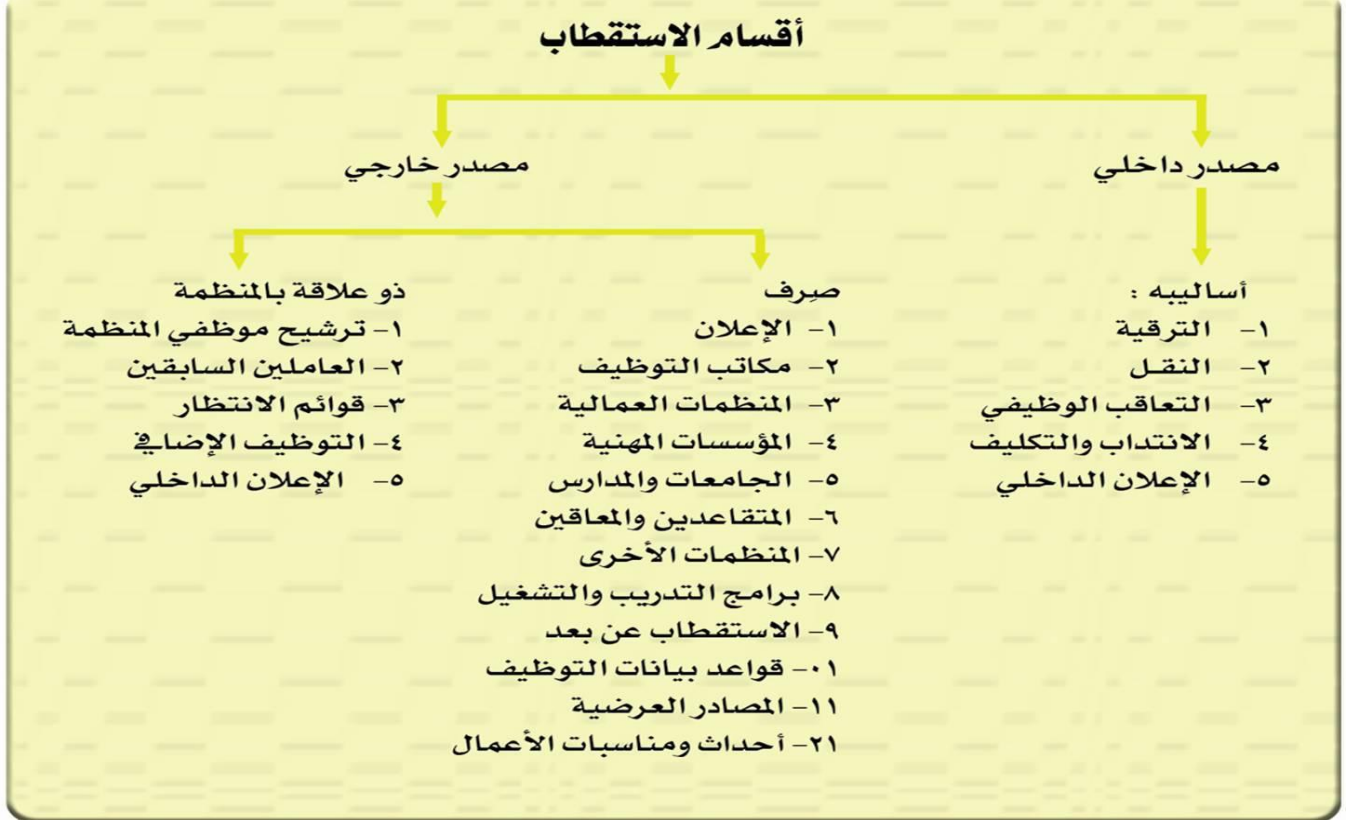 أقسام الاستقطاب
مصدر داخلي
أساليبه :
١- الترقية
٢- النقـل
٣- التعاقب الوظيفي
٤- الانتداب والتكليف
٥- الإعلان الداخلي
مصدر خارجي
صِرف
١- الإعلان
٢- مكاتب التوظيف
٣- المنظمات العمالية
٤- المؤسسات المهنية
٥- الجامعات والمدارس
٦- المتقاعدين والمعاقين
٧- المنظمات الأخرى
٨- برامج التدريب والتشغيل
٩- الاستقطاب عن بعد
٠١- قواعد بيانات التوظيف
١١- المصادر العرضية
٢١- أحداث ومناسبات الأعمال
ذو علاقة بالمنظمة
١- ترشيح موظفي المنظمة
٢- العاملين السابقين
٣- قوائم الانتظار
٤- التوظيف الإضافي
٥- الإعلان الداخلي